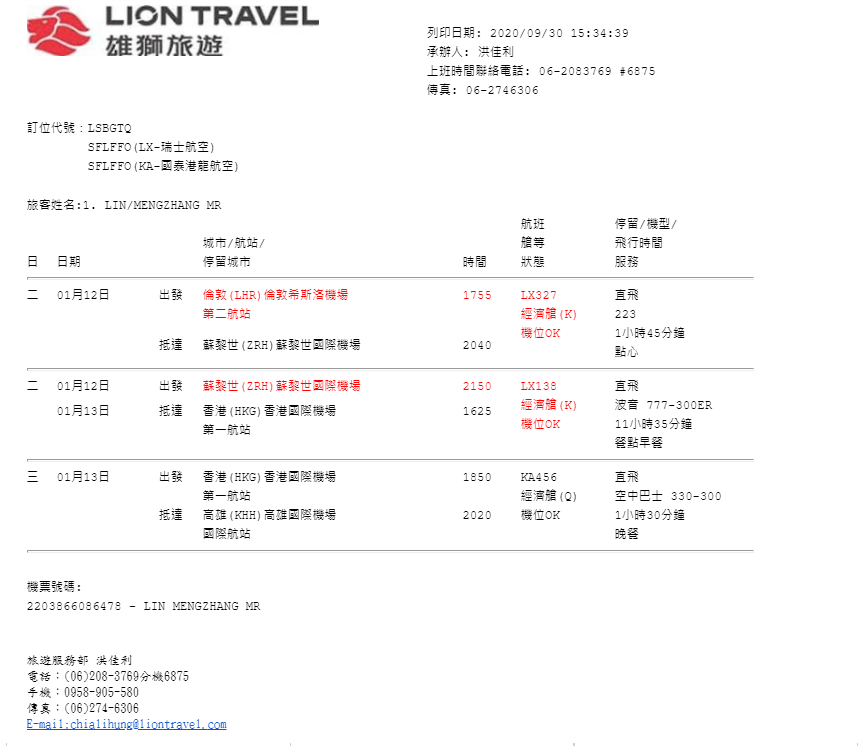 LION TRAVEL
雄獅旅遊
列印日期: 2020/09/30 15:34:39
承辦人: 洪佳利
上班時間聯絡電話: 06-2083769 #6875
傳真: 06-2746306
訂位代號：LSBGTQ
SFLFFO(LX-瑞士航空)
SFLFFO(KA-國泰港龍航空)
旅客姓名:1. LIN/MENGZHANG MR
航班 停留/機型/
城市/航站/ 艙等 飛行時間
日 日期 停留城市 時間 狀態 服務
二 01月12日 出發 倫敦(LHR)倫敦希斯洛機場 1755 LX327 直飛
第二航站 經濟艙(K) 223
機位OK 1小時45分鐘
抵達 蘇黎世(ZRH)蘇黎世國際機場 2040
點心
二 01月12日 出發 蘇黎世(ZRH)蘇黎世國際機場 2150 LX138 直飛
經濟艙(K) 波音 777-300ER
01月13日 抵達 香港(HKG)香港國際機場 1625
第一航站 機位OK 11小時35分鐘
餐點早餐
三 01月13日 出發 香港(HKG)香港國際機場 1850 KA456 直飛
第一航站 經濟艙(Q) 空中巴士 330-300
抵達 高雄(KHH)高雄國際機場 2020 機位OK 1小時30分鐘
國際航站 晚餐
機票號碼:
2203866086478 - LIN MENGZHANG MR
旅遊服務部 洪佳利
電話：(06)208-3769分機6875
手機：0958-905-580
傳真：(06)274-6306
E-mail:chialihung@liontravel.com